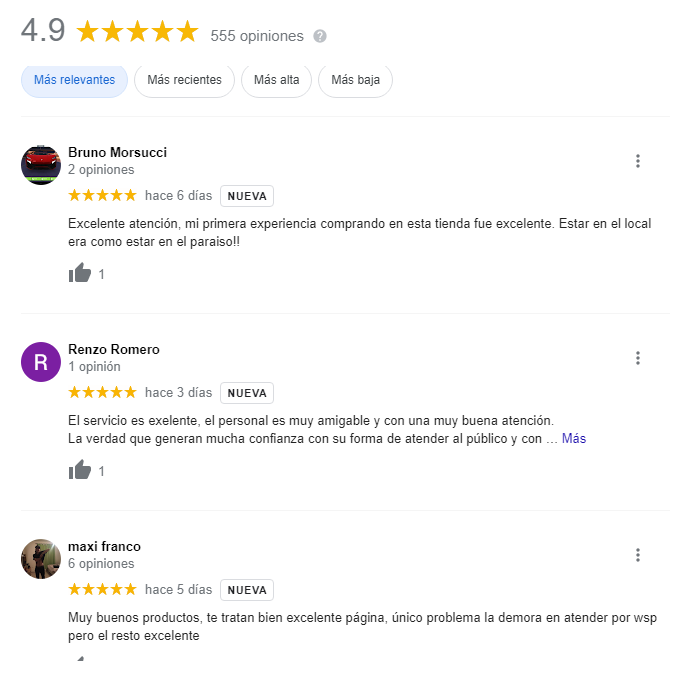 4.9 555 opiniones ?
Más relevantes Más recientes Más alta Más baja
Bruno Morsucci
2 opiniones
hace 6 días NUEVA
Excelente atención, mi primera experiencia comprando en esta tienda fue excelente. Estar en el local
era como estar en el paraiso!!
1
R
Renzo Romero
1 opinión
hace 3 días NUEVA
El servicio es exelente, el personal es muy amigable y con una muy buena atención.
La verdad que generan mucha confianza con su forma de atender al público y con … Más
1
maxi franco
6 opiniones
hace 5 días NUEVA
Muy buenos productos, te tratan bien excelente página, único problema la demora en atender por wsp
pero el resto excelente